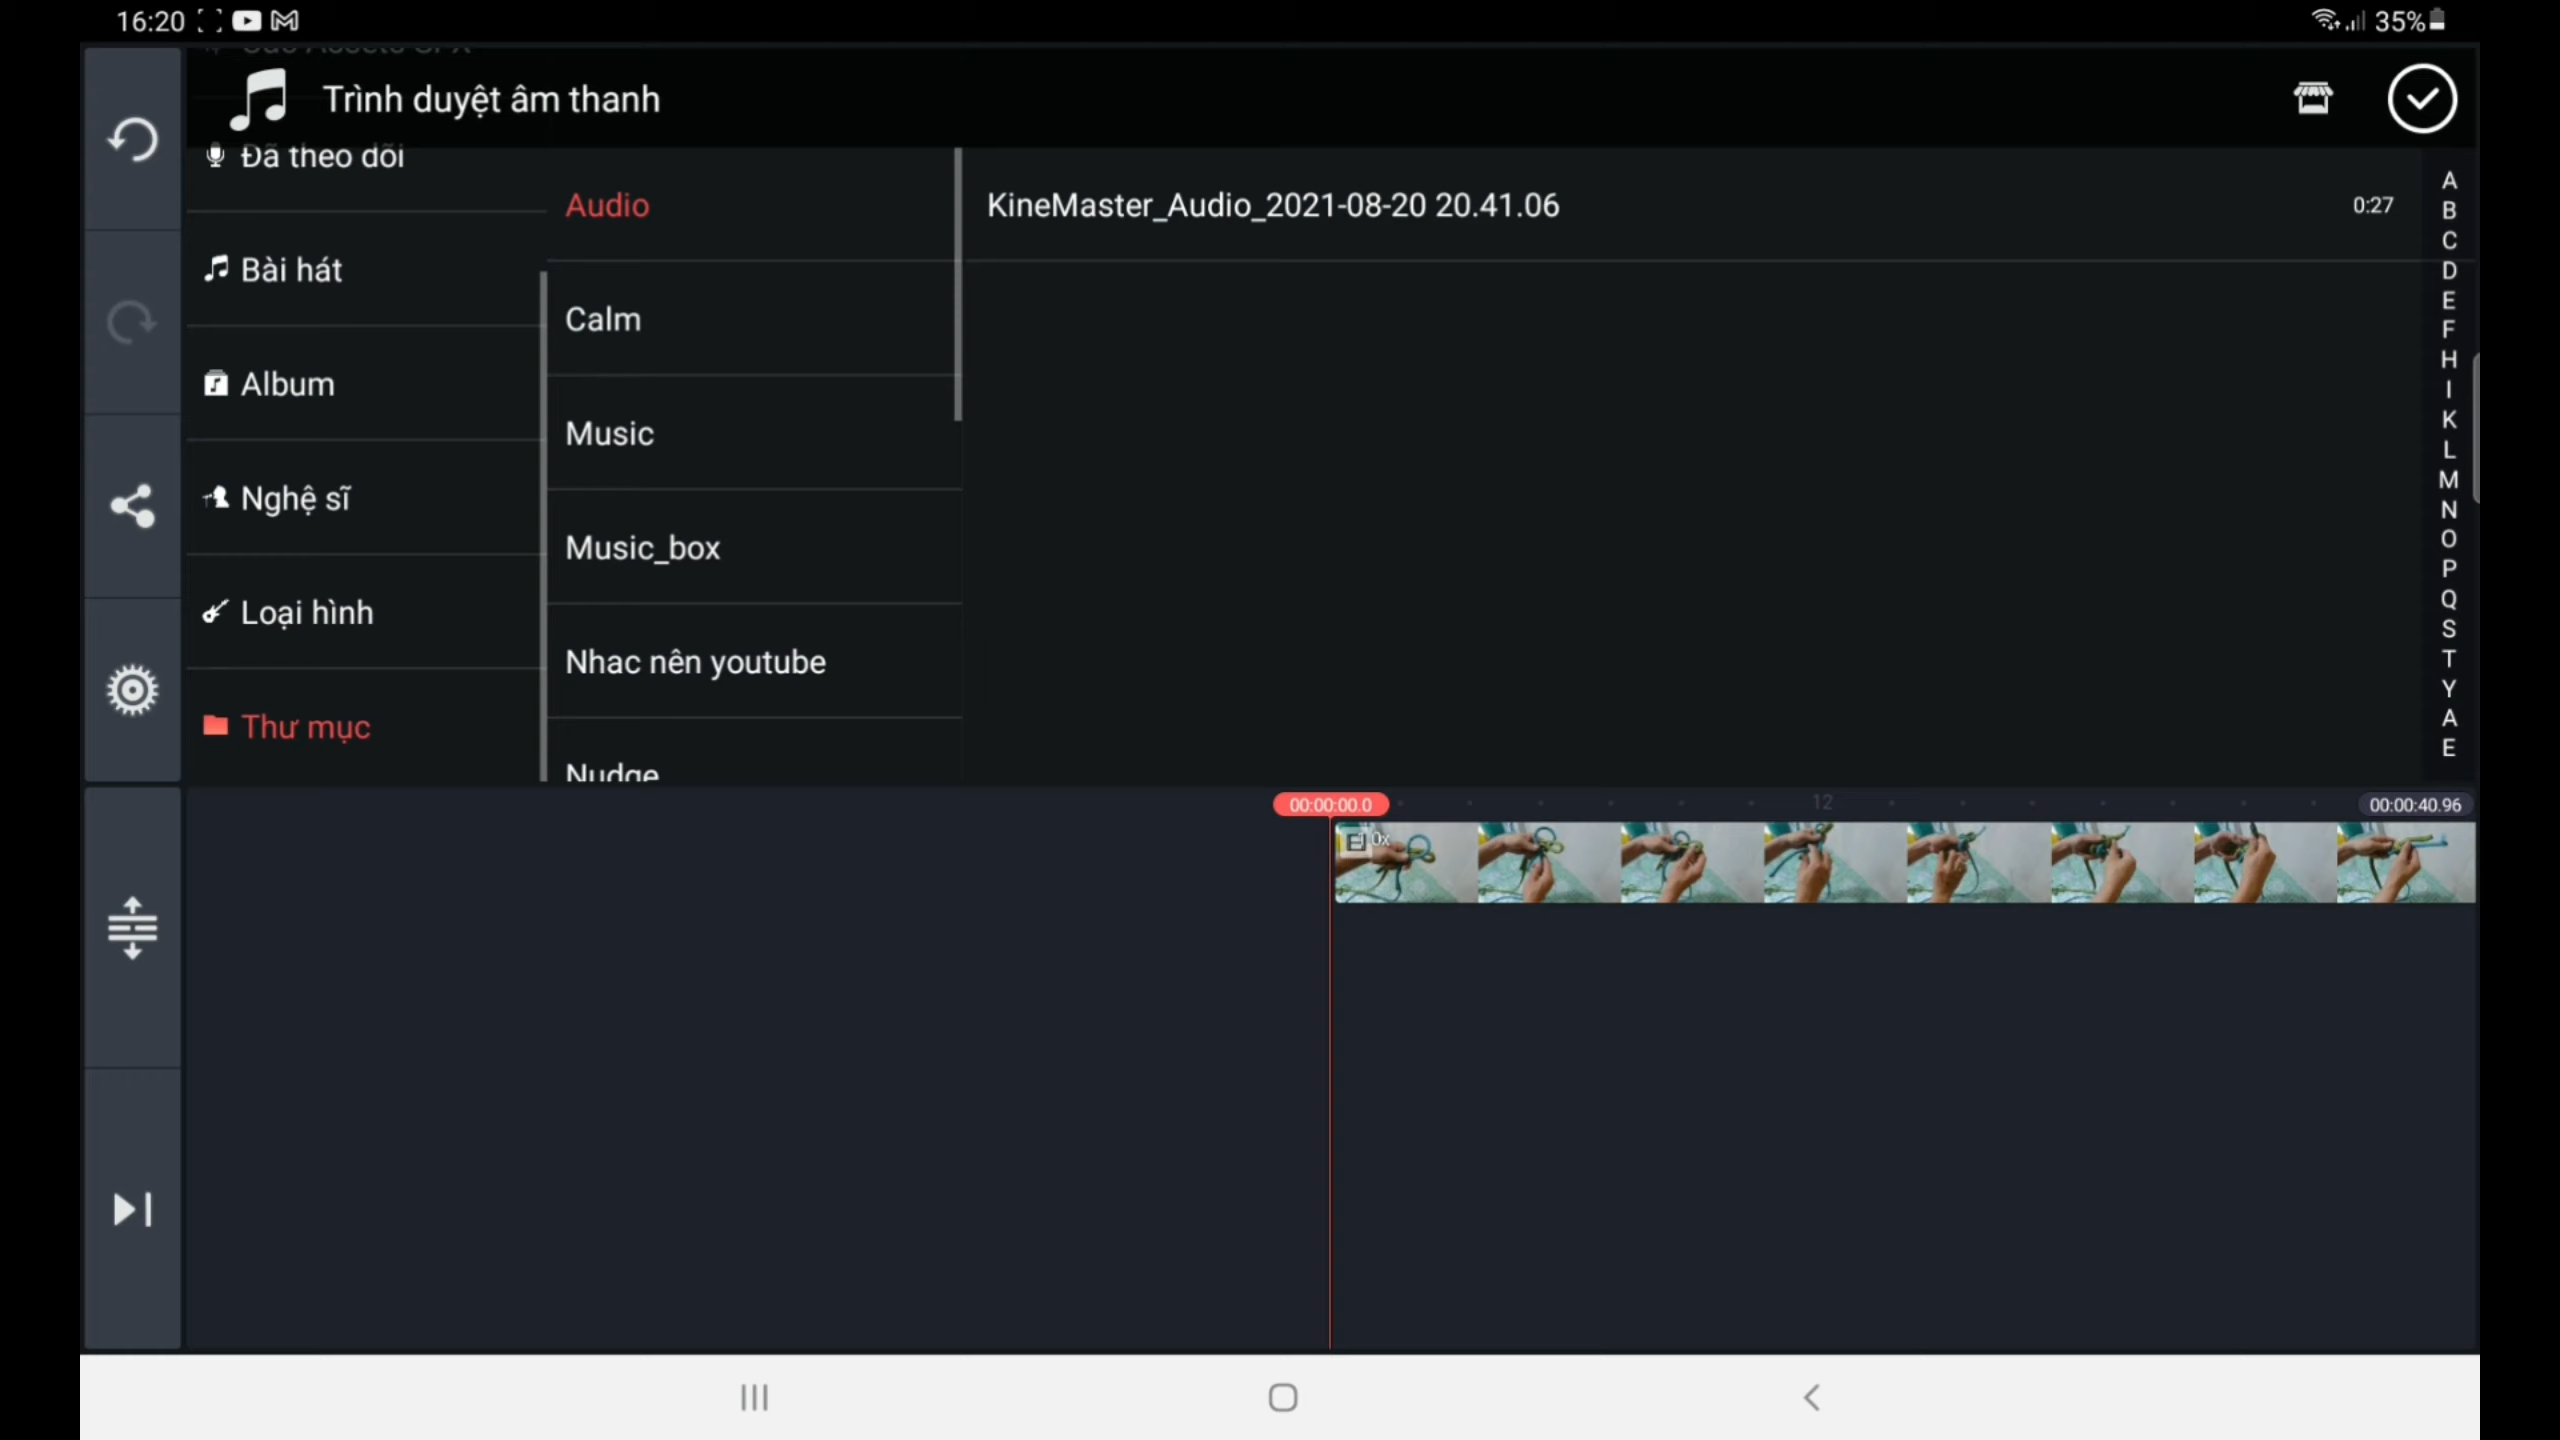 16:20
35%
Trình duyệt âm thanh
Đã theo dõi
Bài hát
Album
Nghệ sĩ
Loại hình
Thư mục
Audio
Calm
Music
Music_box
Nhac nên youtube
Nudge
KineMaster_Audio_2021-08-20 20.41.06
0:27
A
B
C
D
E
F
H
I
K
L
M
N
O
P
Q
S
T
Y
A
E
00:00:00.0
12
00:00:40.96